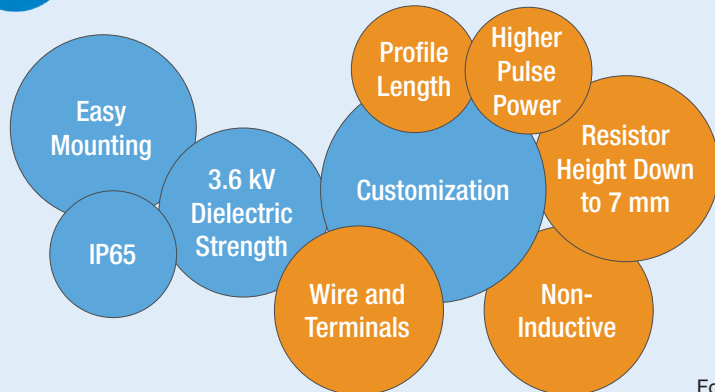 Easy
Mounting
IP65
3.6 kV
Dielectric
Strength
Customization
Profile
Length
Higher
Pulse
Power
Resistor
Height Down
to 7 mm
Wire and
Terminals
Non-
Inductive